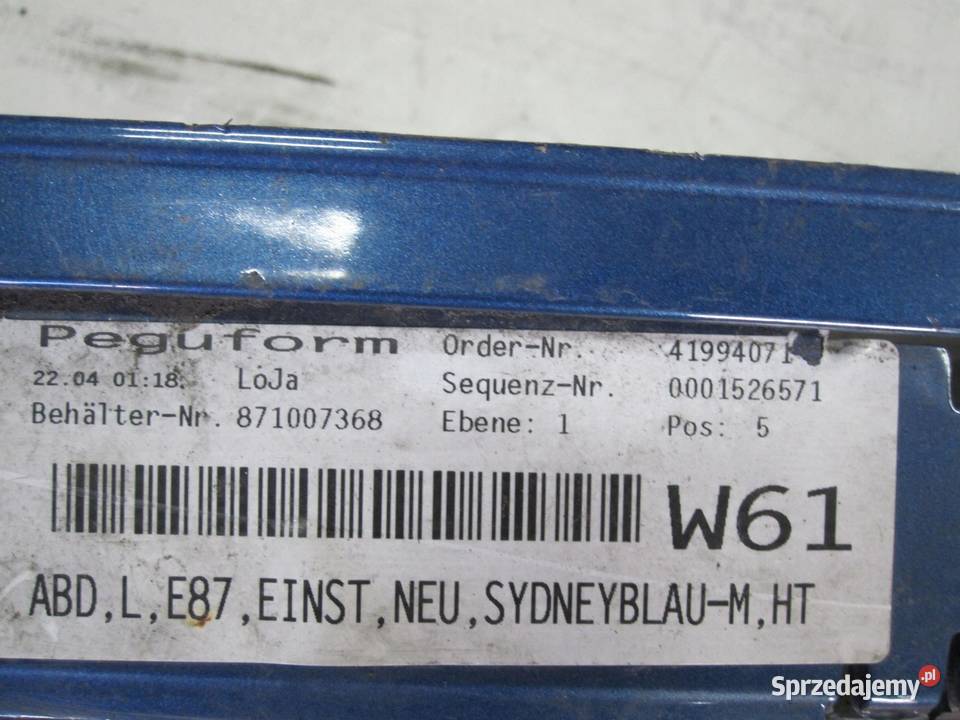 Peguform Order-Nr. 41994071
22.04 01:18. LoJa Sequenz-Nr. 0001526571
Behälter-Nr. 871007368 Ebene: 1 Pos: 5
W61
ABD,L,E87,EINST,NEU,SYDNEYBLAU-M,HT
Sprzedajemy.pl